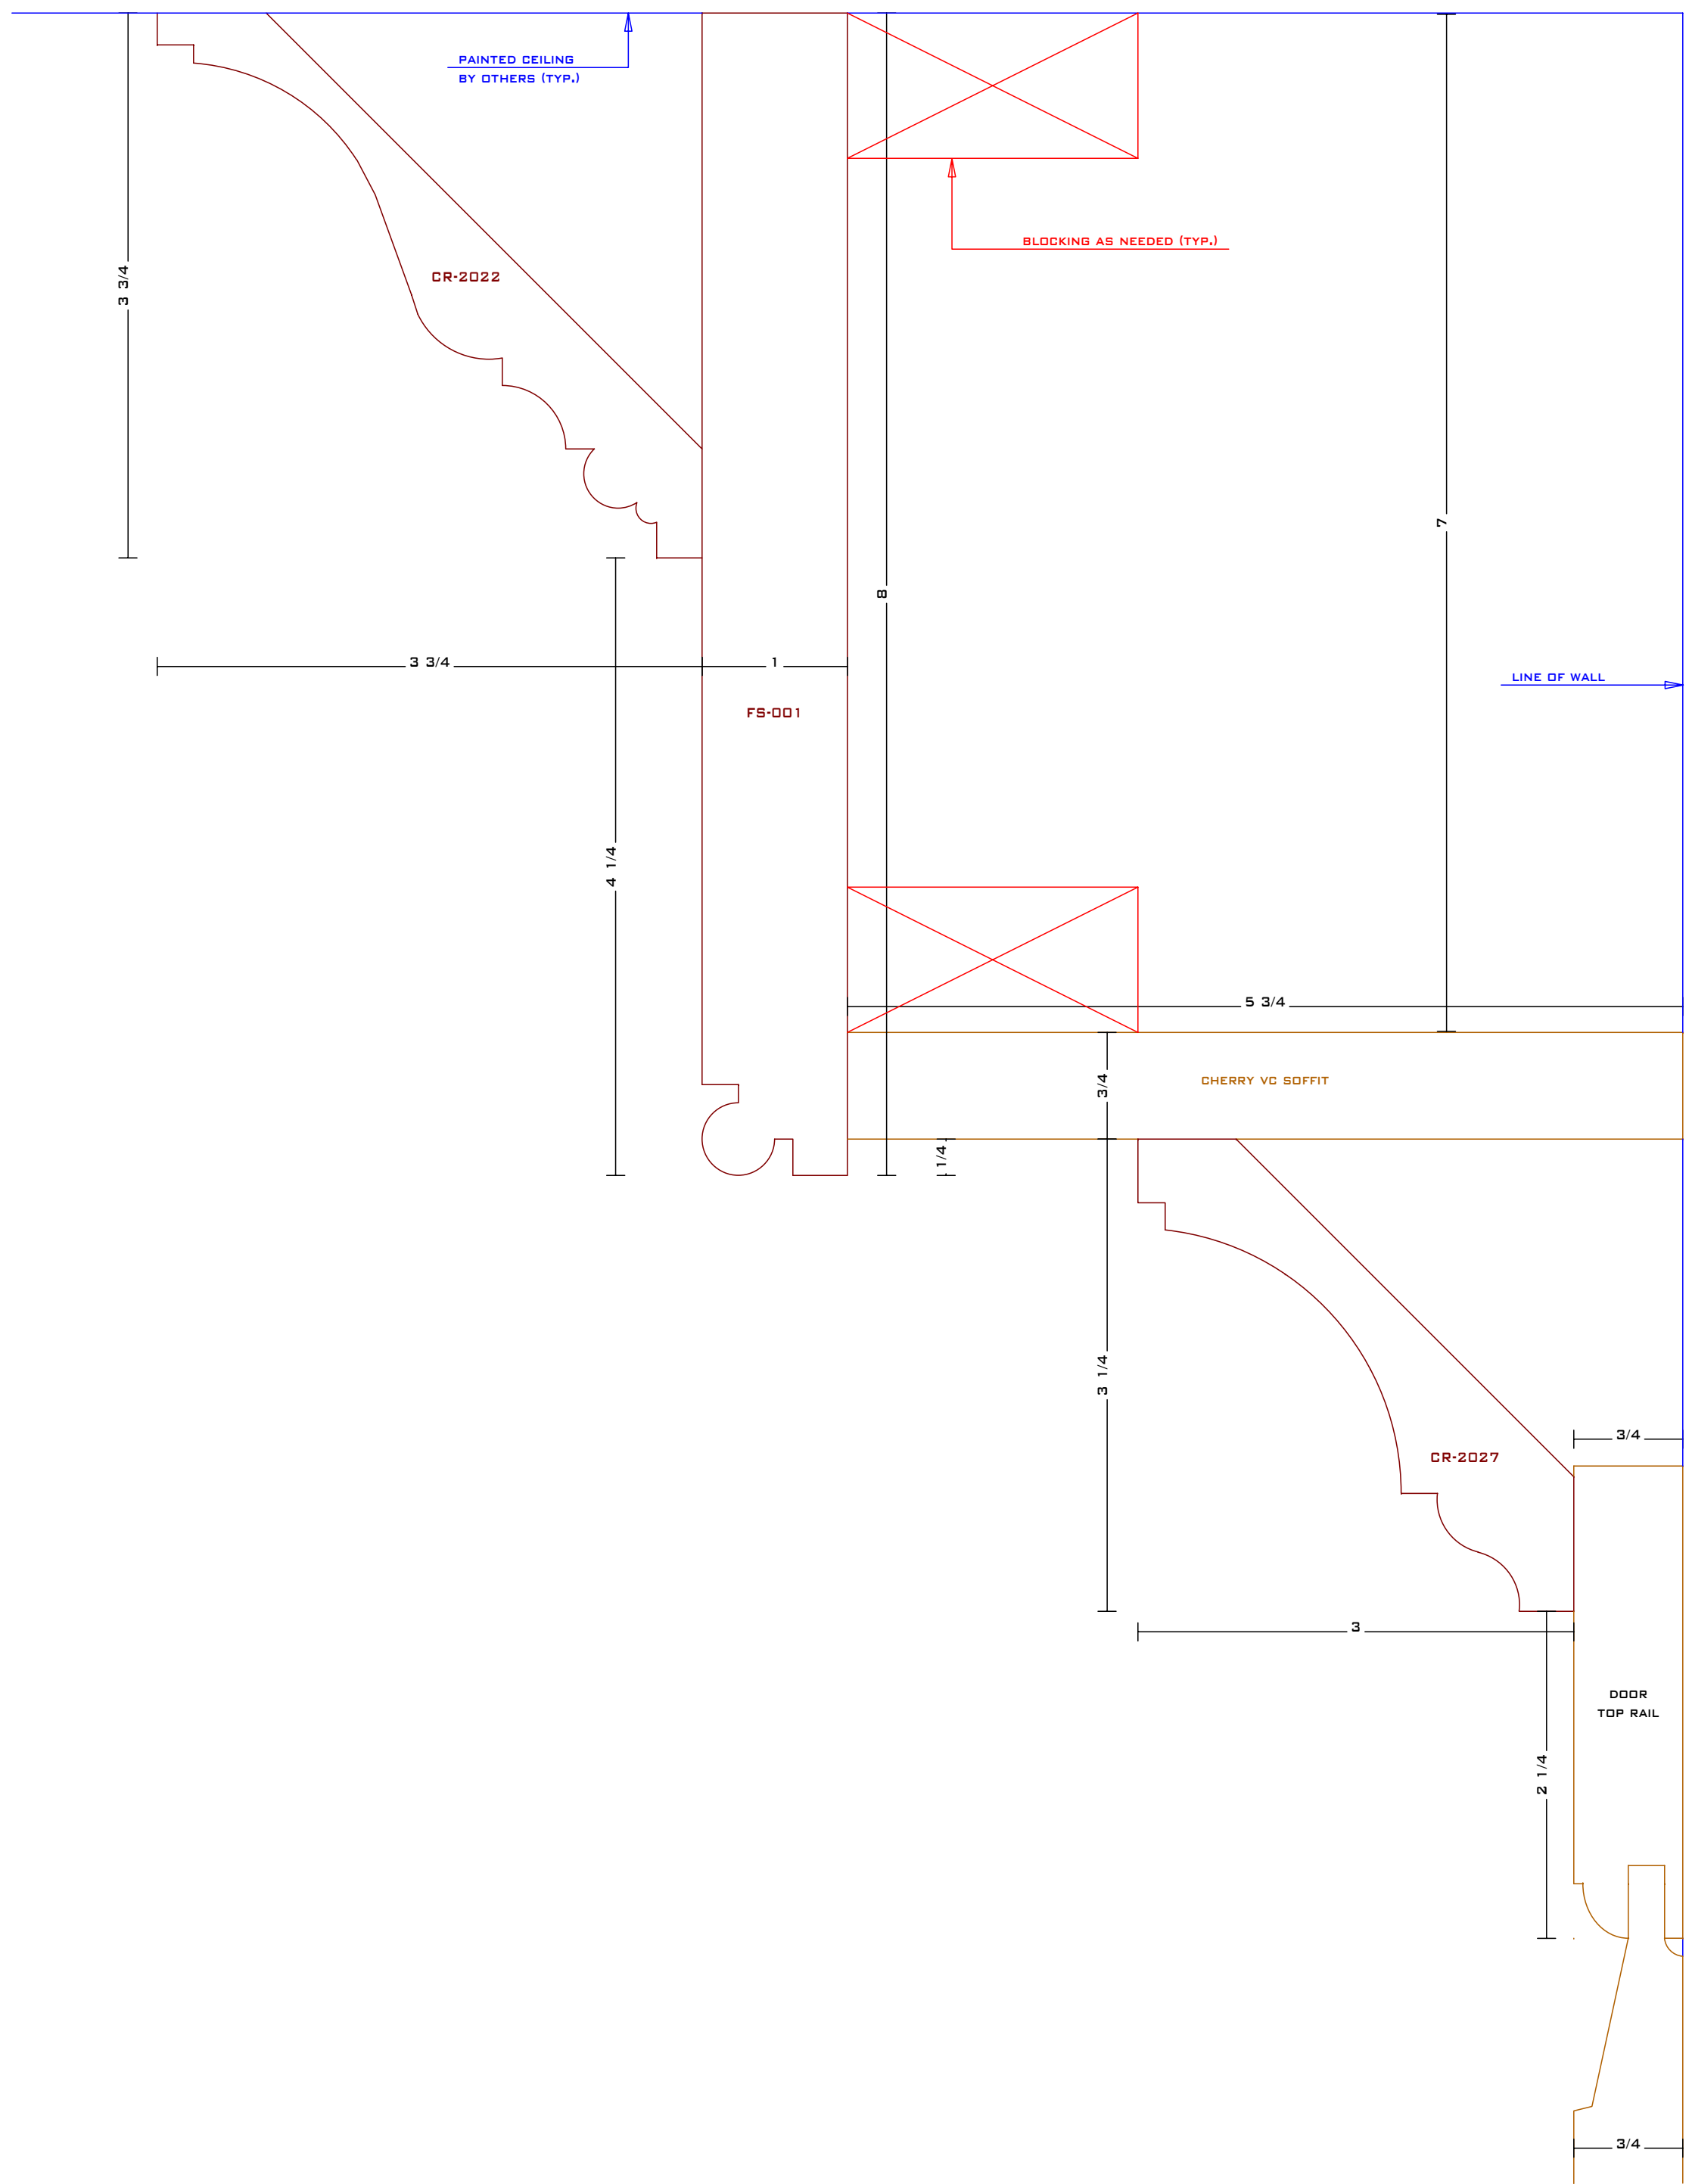 PAINTED CEILING
BY OTHERS (TYP.)
BLOCKING AS NEEDED (TYP.)
CR-2022
3 3/4
7
8
3 3/4
1
LINE OF WALL
FS-001
4 1/4
5 3/4
CHERRY VC SOFFIT
3/4
1/4
3 1/4
3/4
CR-2027
3
DOOR
TOP RAIL
2 1/4
3/4